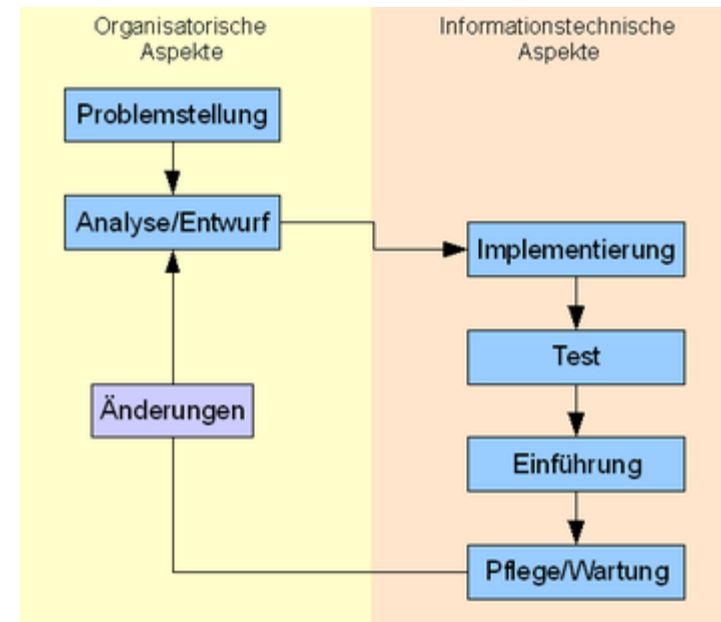 Organisatorische
Aspekte
Informationstechnische
Aspekte
Problemstellung
Analyse/Entwurf
Implementierung
Test
Änderungen
Einführung
Pflege/Wartung